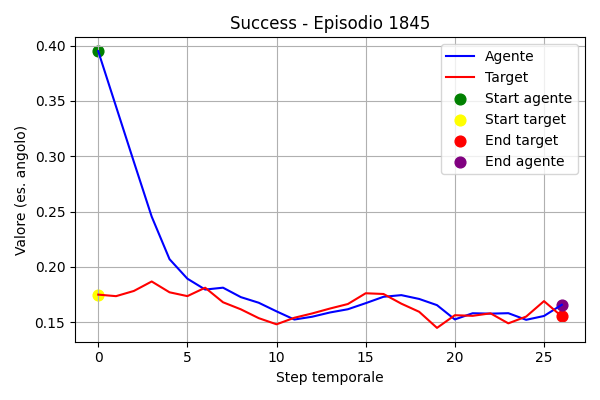 Success - Episodio 1845
Valore (es. angolo)
0.40
0.35
0.30
0.25
0.20
0.15
Agente
Target
Start agente
Start target
End target
End agente
0 5 10 15 20 25
Step temporale